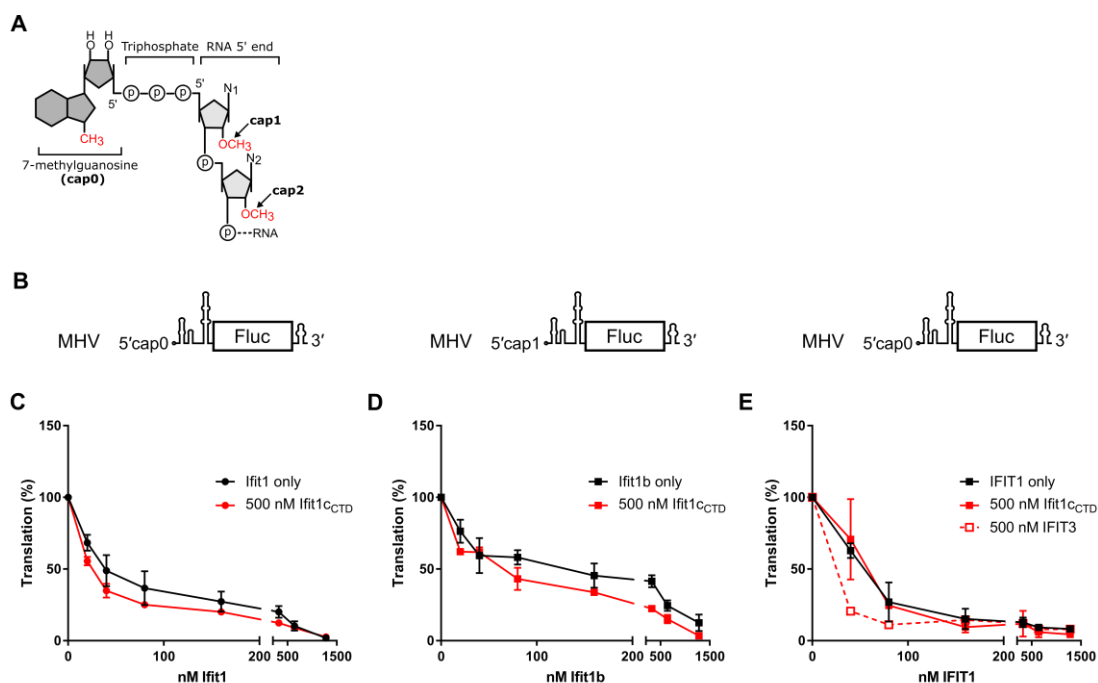 A
H H
O O
Triphosphate RNA 5′ end
5′ P P P 5′ N1
cap1
OCH3
CH3
P N2
7-methylguanosine
(cap0)
cap2
OCH3
P ---RNA
B
MHV 5′cap0 Fluc 3′
MHV 5′cap1 Fluc 3′
MHV 5′cap0 Fluc 3′
C
Translation (%)
150
100
50
0
0 100 200 500 1500
nM Ifit1
Ifit1 only
500 nM Ifit1cCTD
D
Translation (%)
150
100
50
0
0 100 200 500 1500
nM Ifit1b
Ifit1b only
500 nM Ifit1cCTD
E
Translation (%)
150
100
50
0
0 100 200 500 1500
nM IFIT1
IFIT1 only
500 nM Ifit1cCTD
500 nM IFIT3